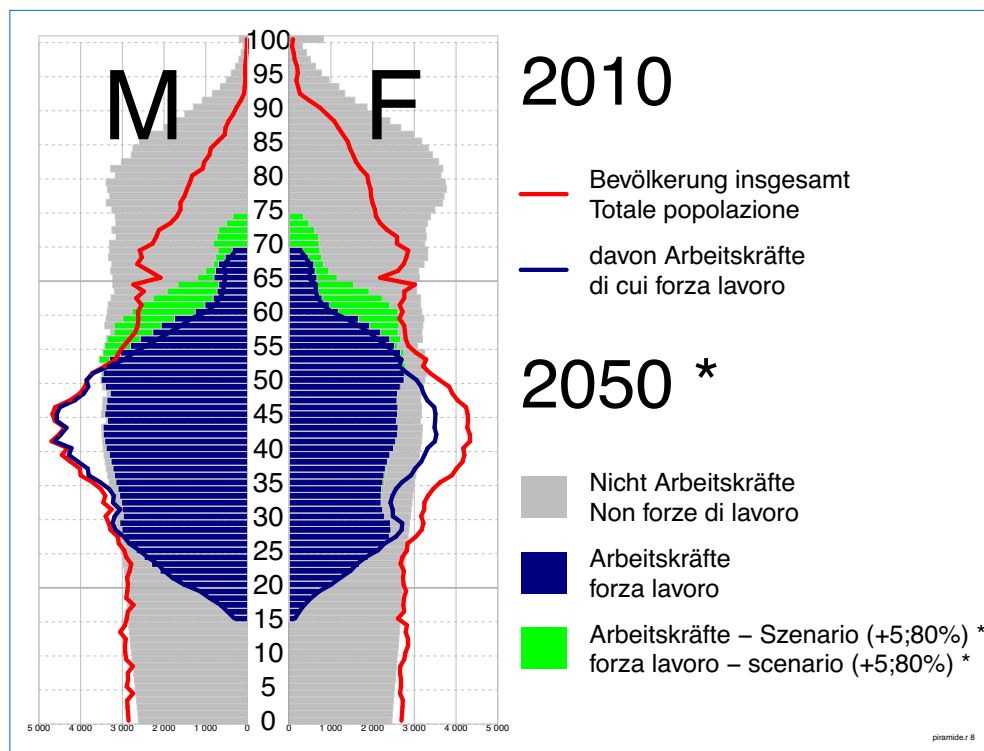 M
F
100
95
90
85
80
75
70
65
60
55
50
45
40
35
30
25
20
15
10
5
0
5 000 4 000 3 000 2 000 1 000 0 0 1 000 2 000 3 000 4 000 5 000
2010
Bevölkerung insgesamt
Totale popolazione
davon Arbeitskräfte
di cui forza lavoro
2050 *
Nicht Arbeitskräfte
Non forze di lavoro
Arbeitskräfte
forza lavoro
Arbeitskräfte – Szenario (+5;80%) *
forza lavoro – scenario (+5;80%) *
piramide.r 8